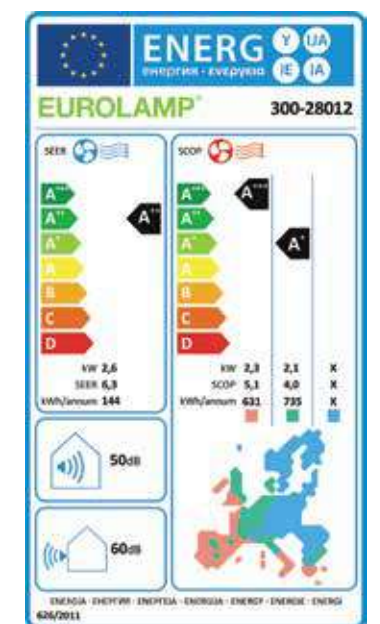 ENERG Y UA
енергия · ενεργεια IE IA
EUROLAMP® 300-28012
SEER
SCOP
A+++ A+++ A+++
A++ A++ A++
A+ A+ A+
A A
B B
C C
D D
kW 2,6
SEER 6,3
kWh/annum 144
kW 2,3 2,1 X
SCOP 5,1 4,0 X
kWh/annum 631 735 X
50dB
60dB
ENERGIA · ЕНЕРГИЯ · ΕΝΕΡΓΕΙΑ · ENERGIJA · ENERGY · ENERGIE · ENERGI
626/2011